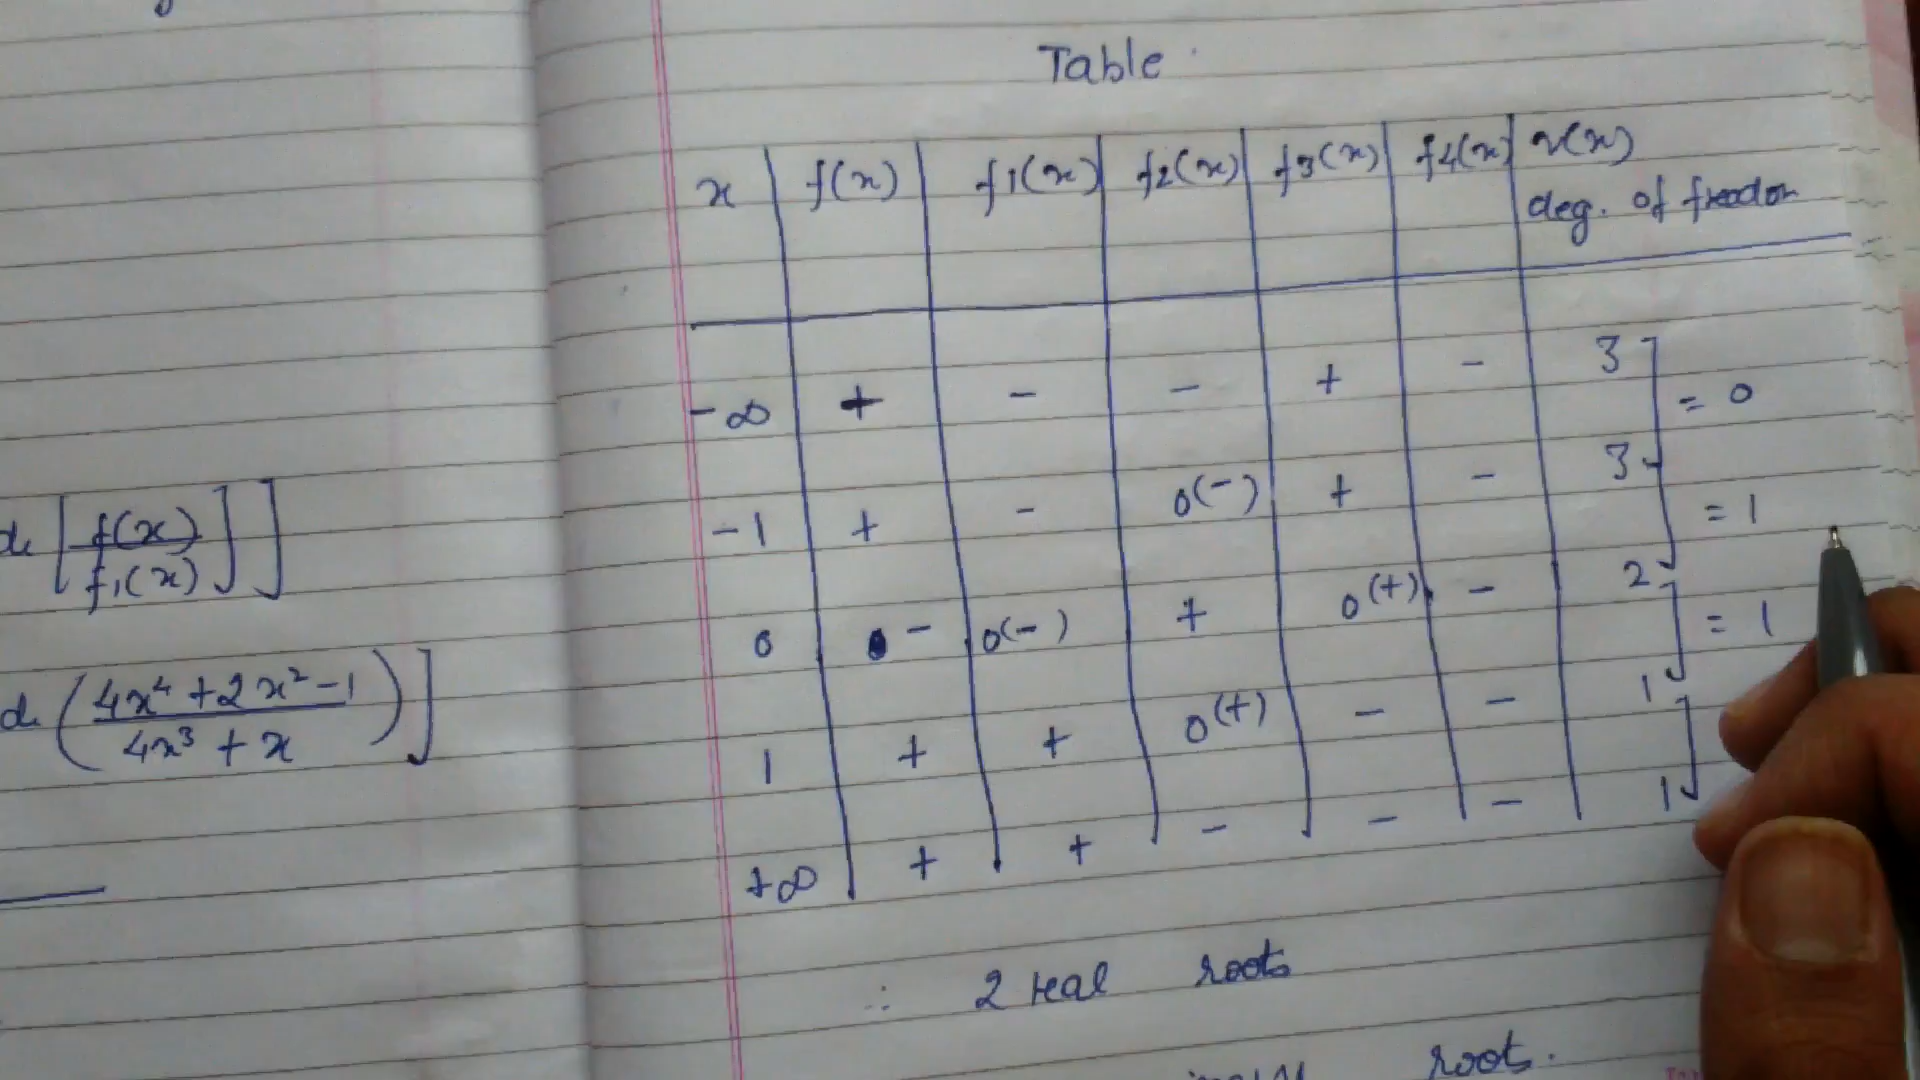 d [ f(x) / f1(x) ] ]
d ( 4x⁴ + 2x² - 1 / 4x³ + x ) ]
Table
x | f(x) | f1(x) | f2(x) | f3(x) | f4(x) | v(x)
deg. of freedom
-∞ | + | - | - | + | - | 3
= 0
-1 | + | - | 0(-) | + | - | 3
= 1
0 | - | 0(-) | + | 0(+) | - | 2
= 1
1 | + | + | 0(+) | - | - | 1
+∞ | + | + | - | - | - | 1
∴ 2 real roots
roots.